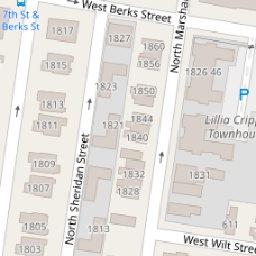 West Berks Street
7th St &
Berks St
1817
1827
1860
1856
1815
1826 46
1823
1850
P
1813
1811
1821
1844
1840
North Marsha
Lillia Cripp
Townhou
1809
1807
1832
1828
1831
North Sheridan Street
1805
1803
1813
611
West Wilt Stree